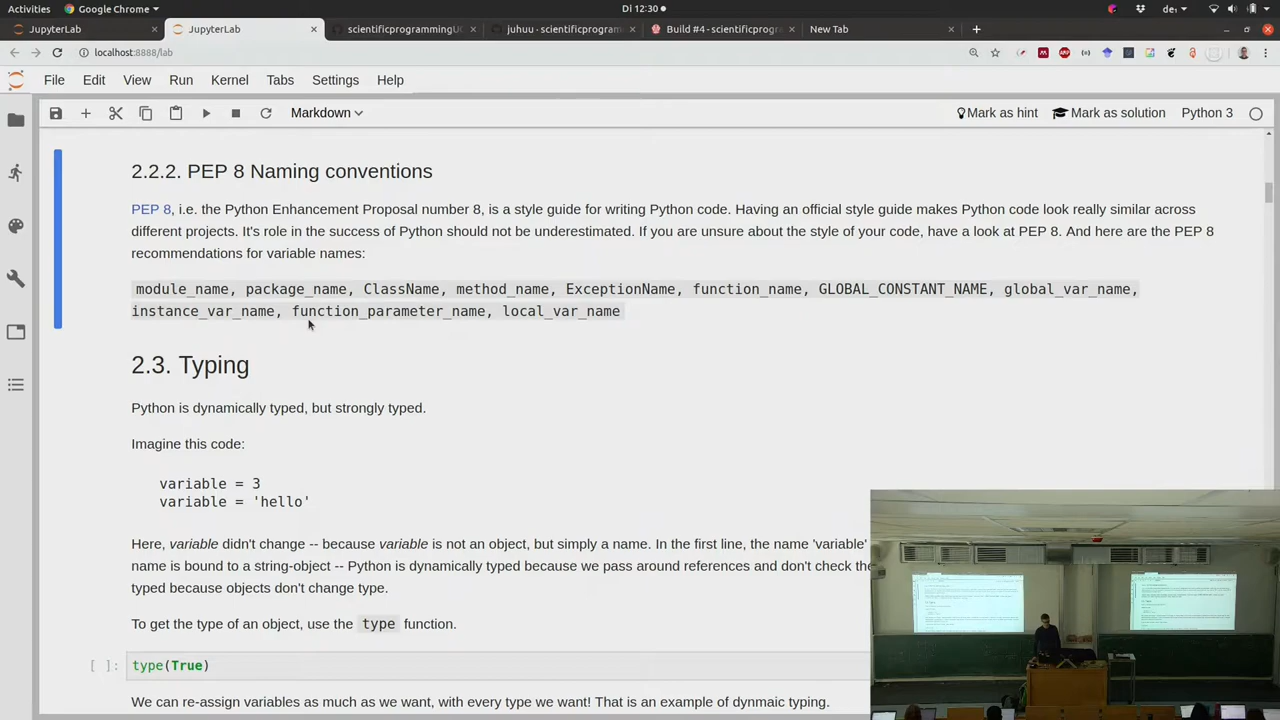 Activities
Google Chrome
Di 12:30
de
JupyterLab
JupyterLab
scientificprogrammingU
juhuu · scientificprogram
Build #4 - scientificprogra
New Tab
localhost:8888/lab
File Edit View Run Kernel Tabs Settings Help
Markdown
Mark as hint
Mark as solution
Python 3
2.2.2. PEP 8 Naming conventions
PEP 8, i.e. the Python Enhancement Proposal number 8, is a style guide for writing Python code. Having an official style guide makes Python code look really similar across
different projects. It's role in the success of Python should not be underestimated. If you are unsure about the style of your code, have a look at PEP 8. And here are the PEP 8
recommendations for variable names:
module_name, package_name, ClassName, method_name, ExceptionName, function_name, GLOBAL_CONSTANT_NAME, global_var_name,
instance_var_name, function_parameter_name, local_var_name
2.3. Typing
Python is dynamically typed, but strongly typed.
Imagine this code:
variable = 3
variable = 'hello'
Here, variable didn't change -- because variable is not an object, but simply a name. In the first line, the name 'variable'
name is bound to a string-object -- Python is dynamically typed because we pass around references and don't check the
typed because objects don't change type.
To get the type of an object, use the type function.
[ ]: type(True)
We can re-assign variables as much as we want, with every type we want! That is an example of dynmaic typing.